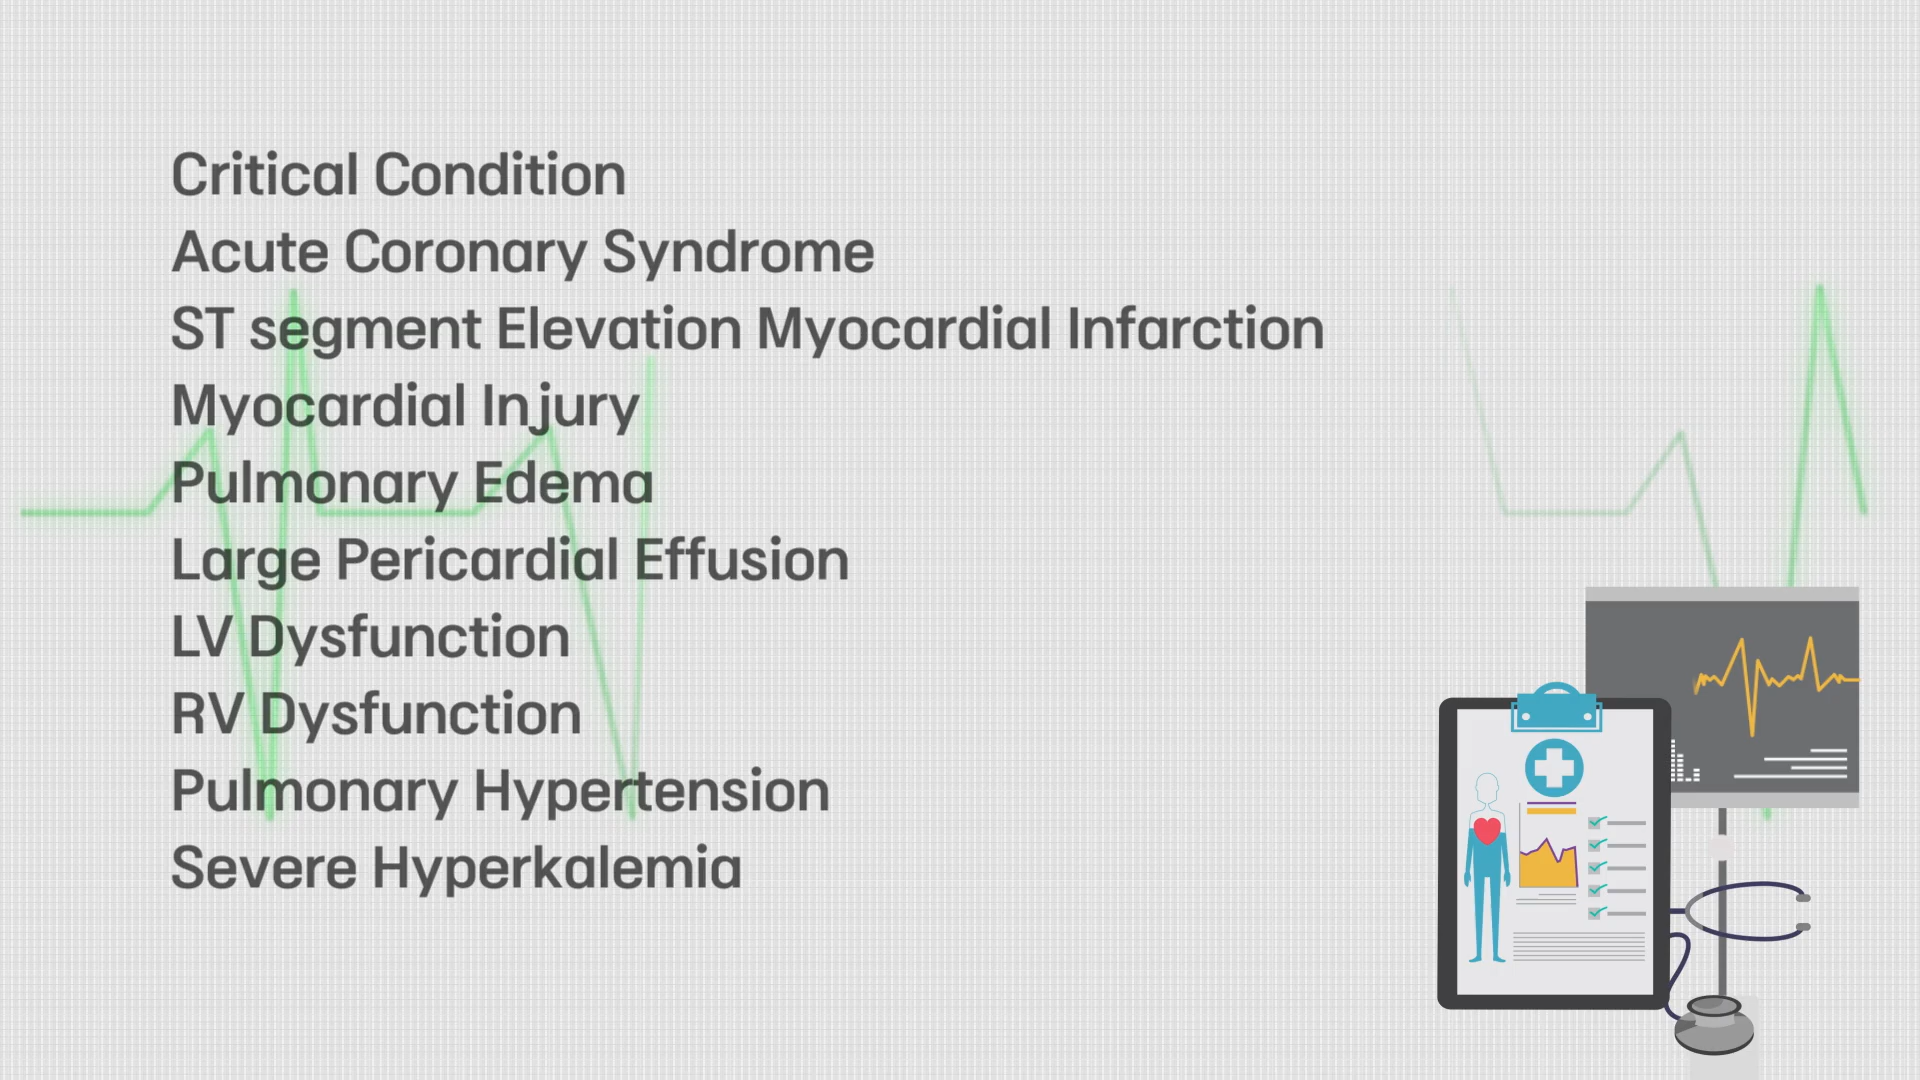 Critical Condition
Acute Coronary Syndrome
ST segment Elevation Myocardial Infarction
Myocardial Injury
Pulmonary Edema
Large Pericardial Effusion
LV Dysfunction
RV Dysfunction
Pulmonary Hypertension
Severe Hyperkalemia